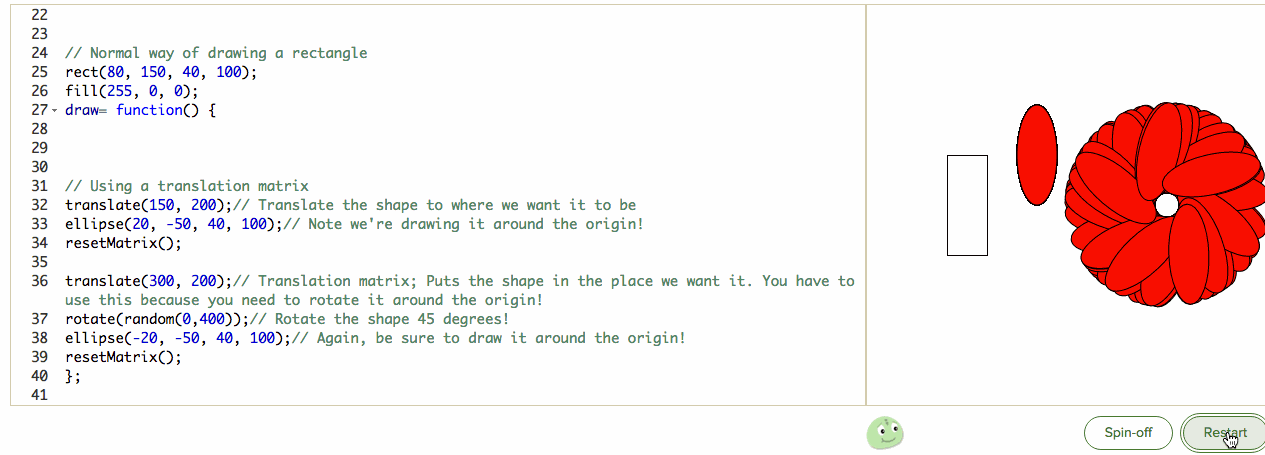 22
23
24 // Normal way of drawing a rectangle
25 rect(80, 150, 40, 100);
26 fill(255, 0, 0);
27 draw= function() {
28
29
30
31 // Using a translation matrix
32 translate(150, 200);// Translate the shape to where we want it to be
33 ellipse(20, -50, 40, 100);// Note we're drawing it around the origin!
34 resetMatrix();
35
36 translate(300, 200);// Translation matrix; Puts the shape in the place we want it. You have to
use this because you need to rotate it around the origin!
37 rotate(random(0,400));// Rotate the shape 45 degrees!
38 ellipse(-20, -50, 40, 100);// Again, be sure to draw it around the origin!
39 resetMatrix();
40 };
41
Spin-off
Restart